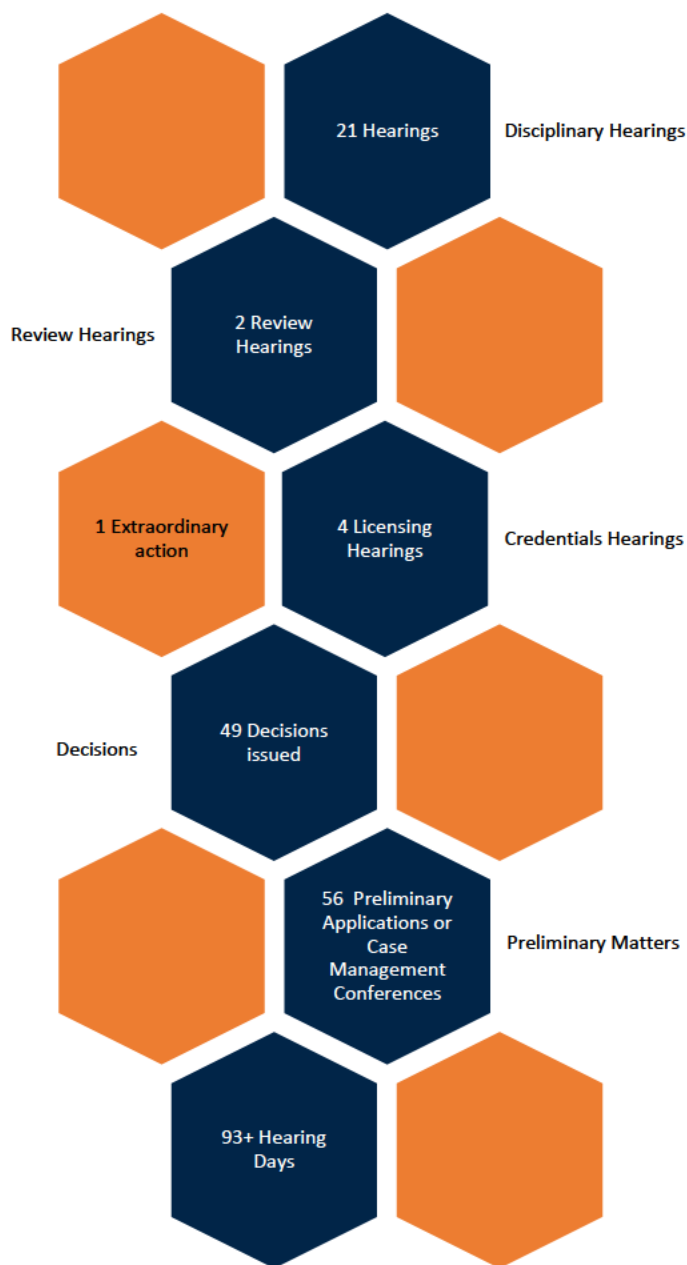 21 Hearings
Disciplinary Hearings
Review Hearings
2 Review
Hearings
1 Extraordinary
action
4 Licensing
Hearings
Credentials Hearings
Decisions
49 Decisions
issued
56  Preliminary
Applications or
Case
Management
Conferences
Preliminary Matters
93+ Hearing
Days